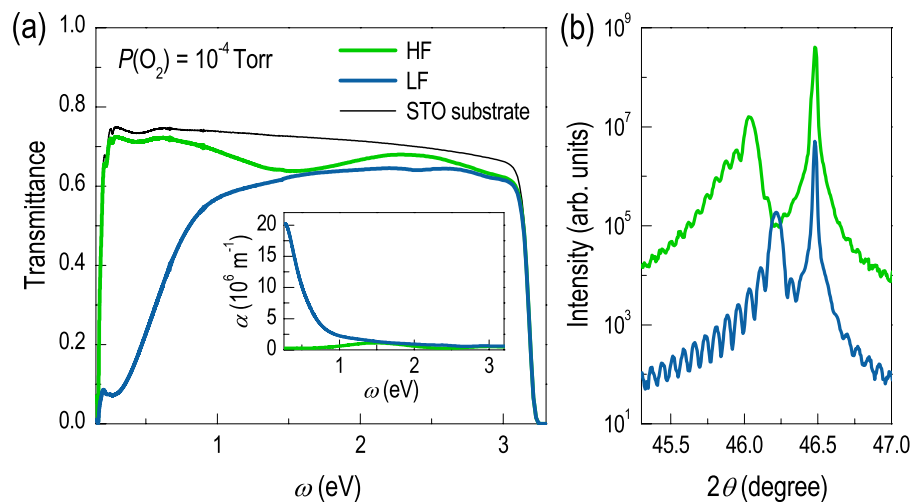 (a)
P(O₂) = 10⁻⁴ Torr
HF
LF
STO substrate
Transmittance
1.0
0.8
0.6
0.4
0.2
0.0
1
2
3
ω (eV)
α (10⁶ m⁻¹)
20
15
10
5
0
1
2
3
ω (eV)
(b)
Intensity (arb. units)
10⁹
10⁷
10⁵
10³
10¹
45.5
46.0
46.5
47.0
2θ (degree)